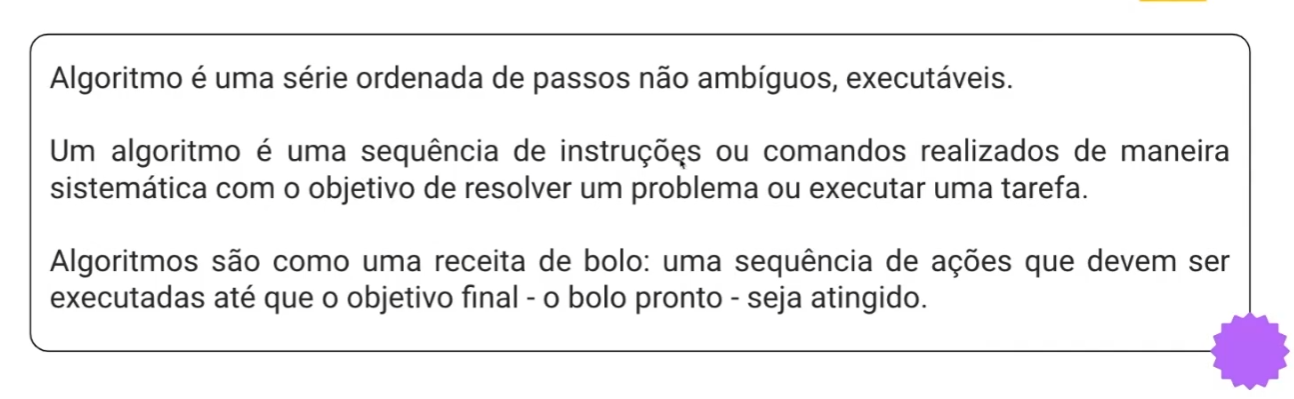 Algoritmo é uma série ordenada de passos não ambíguos, executáveis.
Um algoritmo é uma sequência de instruções ou comandos realizados de maneira
sistemática com o objetivo de resolver um problema ou executar uma tarefa.
Algoritmos são como uma receita de bolo: uma sequência de ações que devem ser
executadas até que o objetivo final - o bolo pronto - seja atingido.